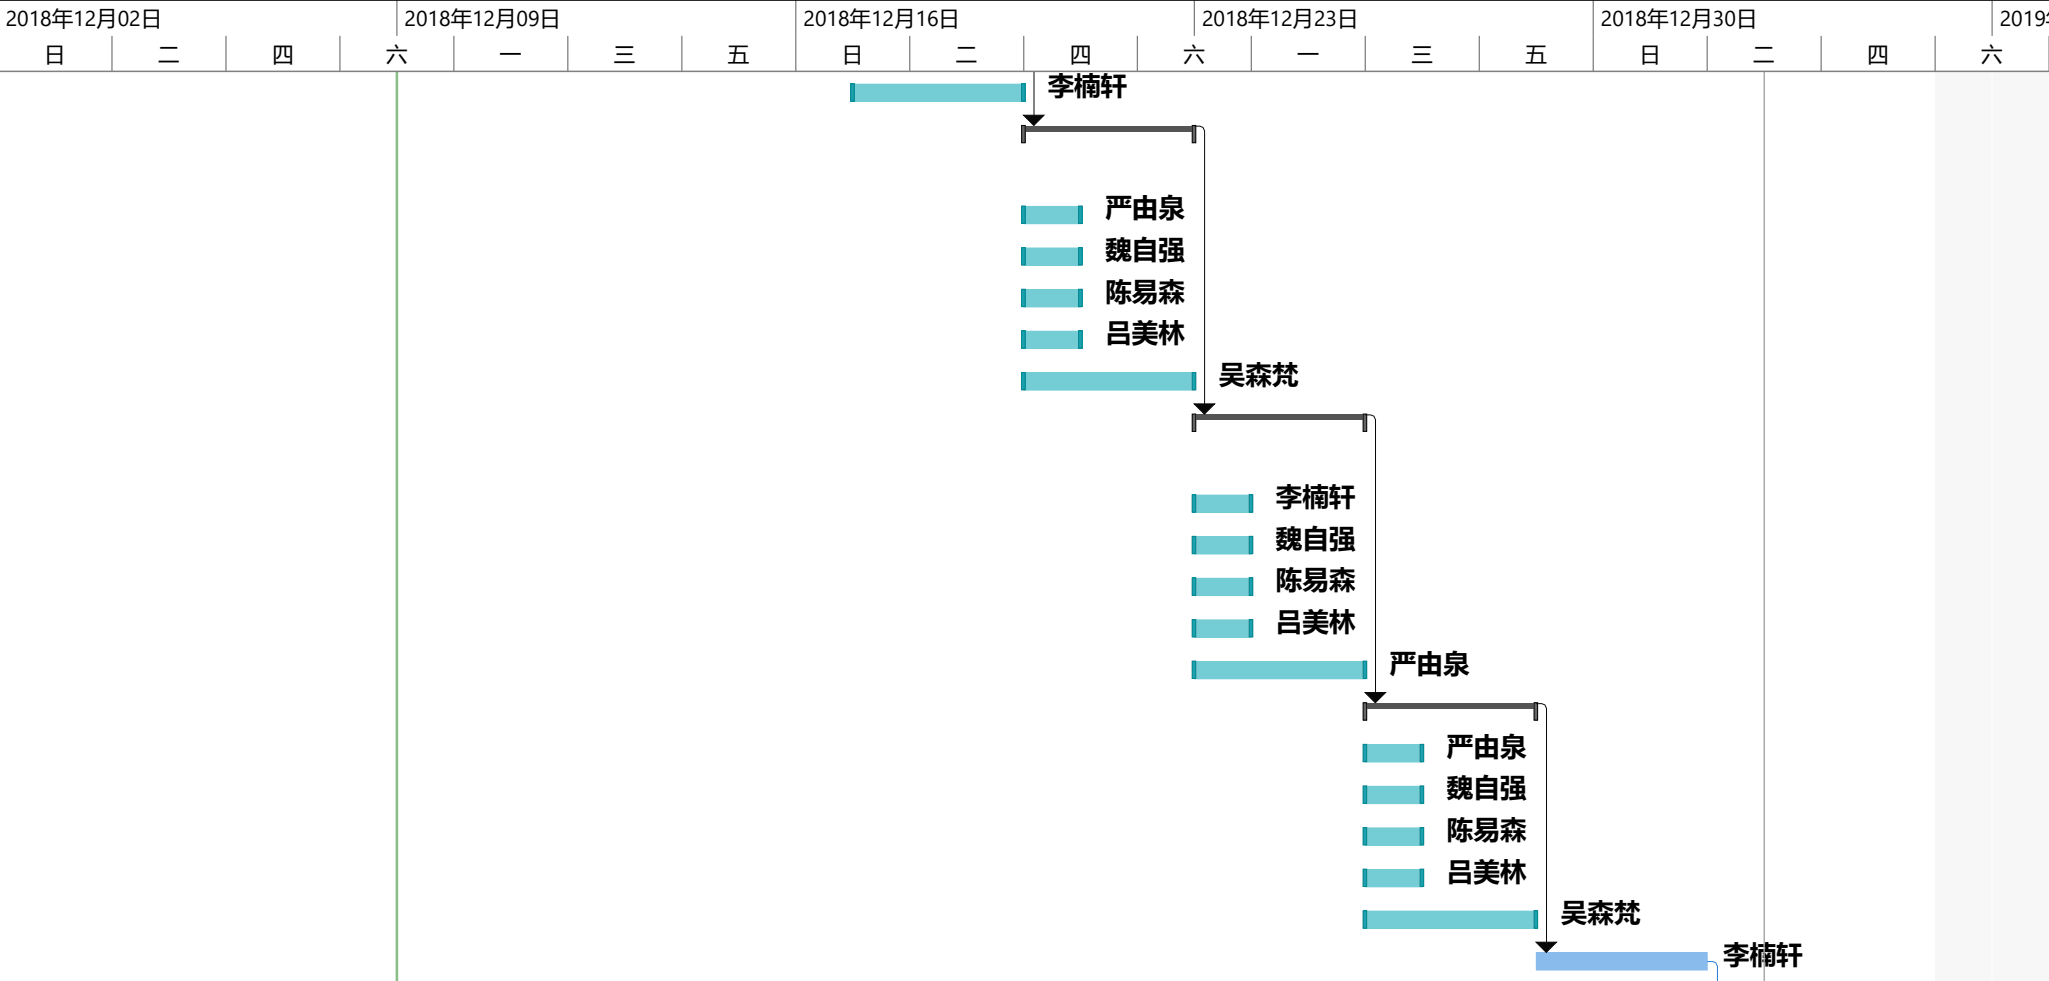 2018年12月02日 2018年12月09日 2018年12月16日 2018年12月23日 2018年12月30日 2019
日 二 四 六 一 三 五 日 二 四 六 一 三 五 日 二 四 六
李楠轩
严由泉
魏自强
陈易森
吕美林
吴森梵
李楠轩
魏自强
陈易森
吕美林
严由泉
严由泉
魏自强
陈易森
吕美林
吴森梵
李楠轩